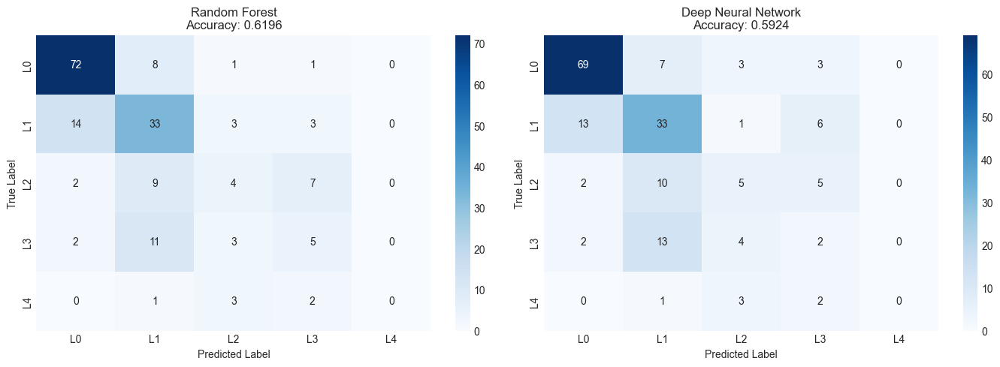 Random Forest
Accuracy: 0.6196
L0 72 8 1 1 0
L1 14 33 3 3 0
L2 2 9 4 7 0
L3 2 11 3 5 0
L4 0 1 3 2 0
L0 L1 L2 L3 L4
Predicted Label
True Label
70
60
50
40
30
20
10
0
Deep Neural Network
Accuracy: 0.5924
L0 69 7 3 3 0
L1 13 33 1 6 0
L2 2 10 5 5 0
L3 2 13 4 2 0
L4 0 1 3 2 0
L0 L1 L2 L3 L4
Predicted Label
True Label
60
50
40
30
20
10
0